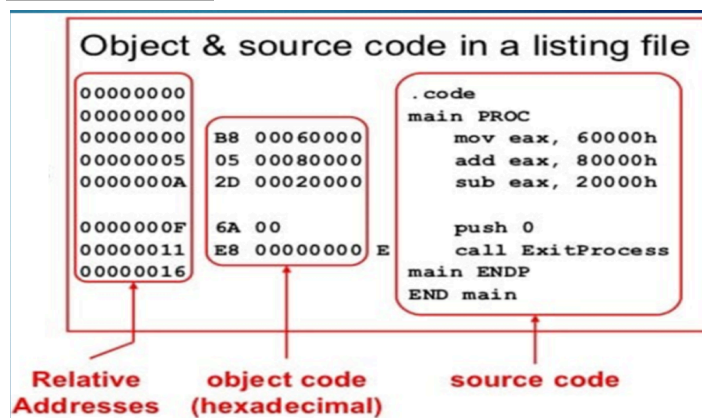 Object & source code in a listing file
00000000 .code
00000000 main PROC
00000000 B8 00060000 mov eax, 60000h
00000005 05 00080000 add eax, 80000h
0000000A 2D 00020000 sub eax, 20000h
0000000F 6A 00 push 0
00000011 E8 00000000 E call ExitProcess
00000016 main ENDP
END main
Relative Addresses
object code (hexadecimal)
source code